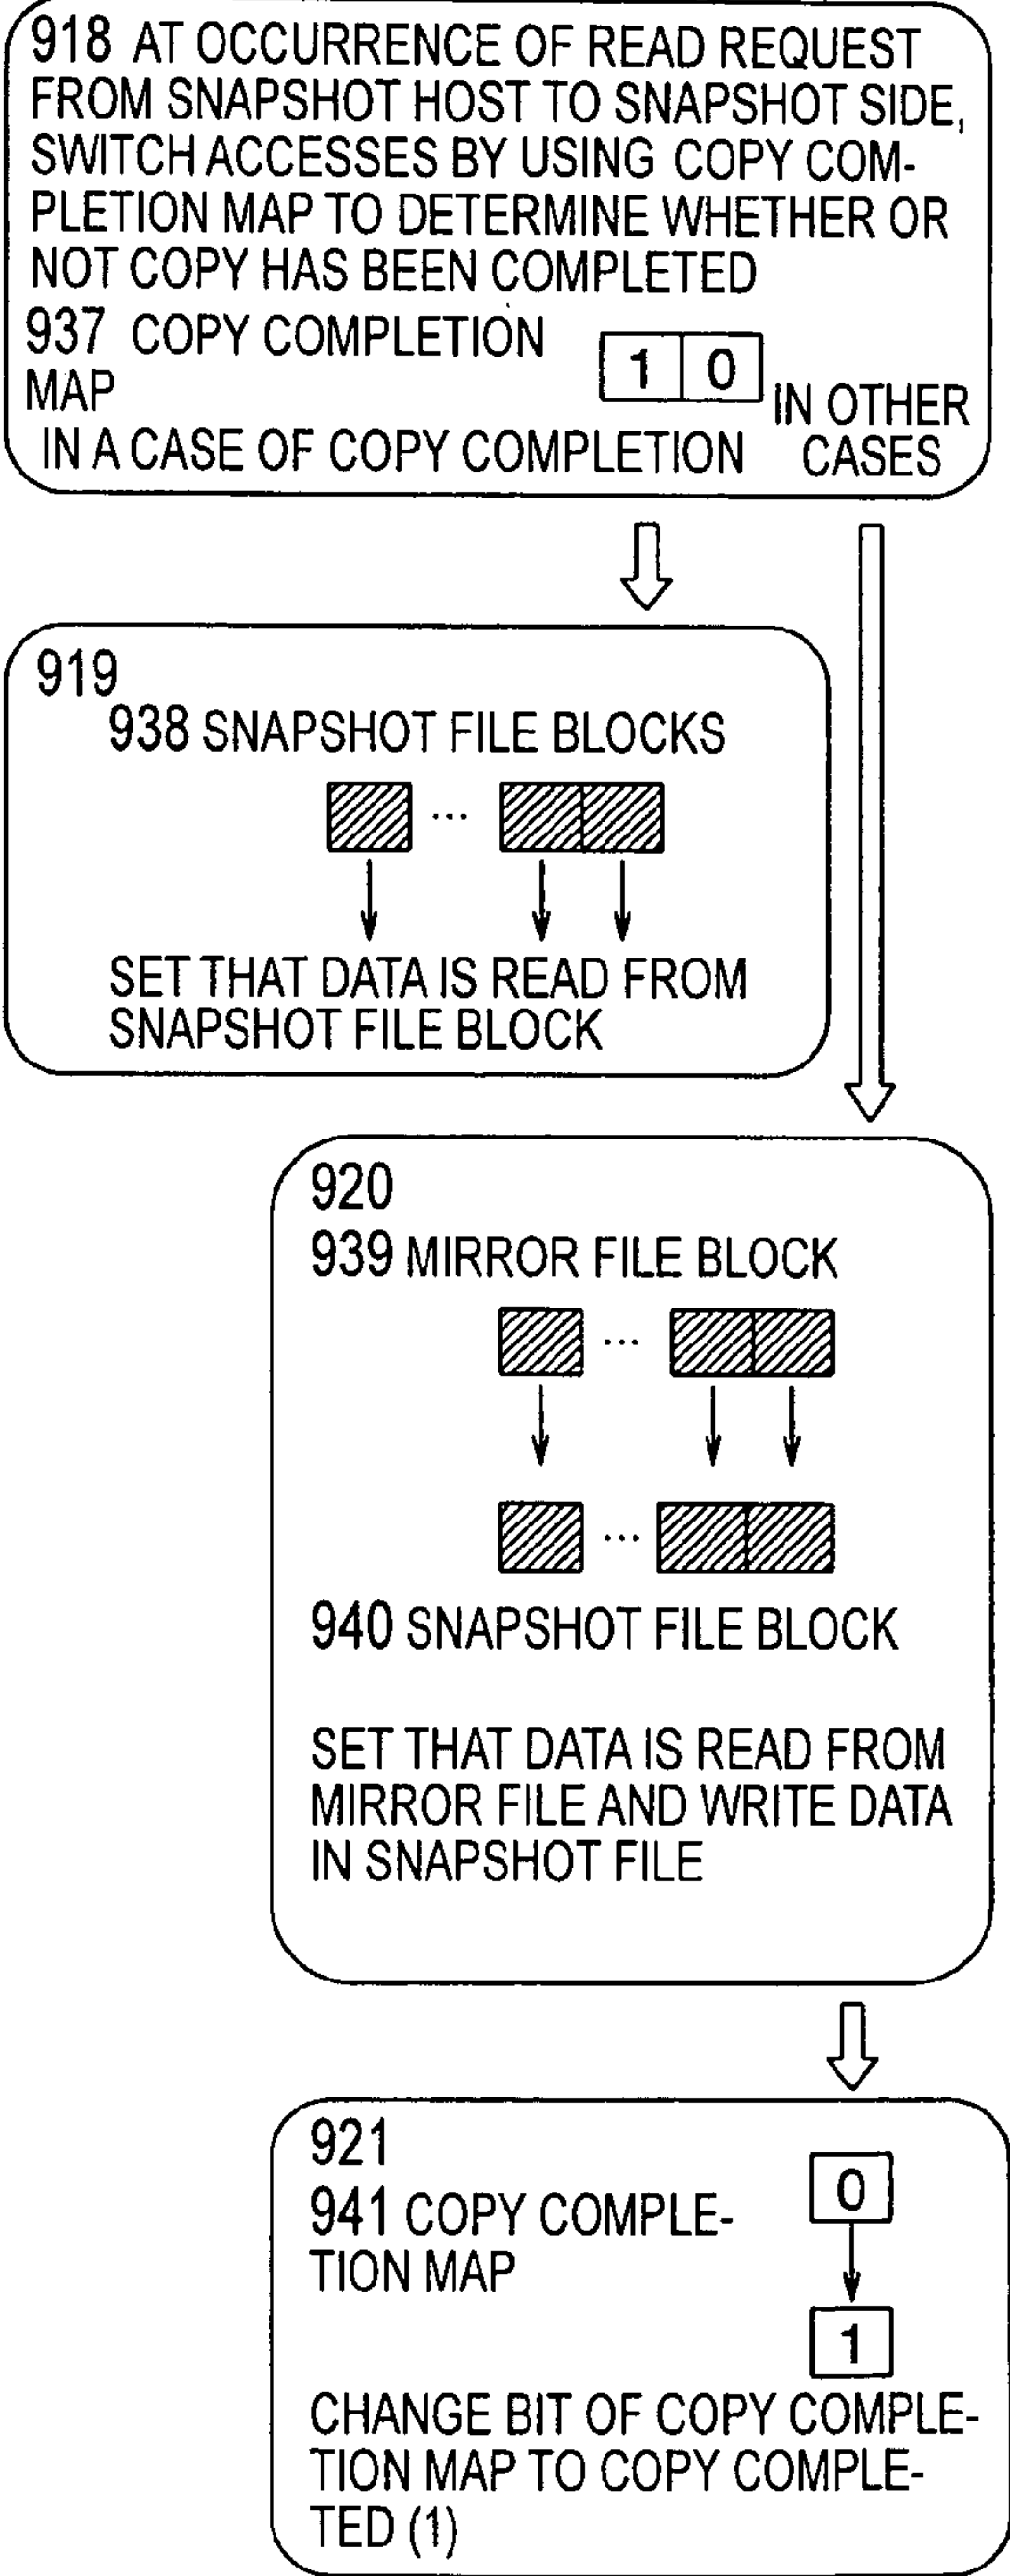 918 AT OCCURRENCE OF READ REQUEST
FROM SNAPSHOT HOST TO SNAPSHOT SIDE,
SWITCH ACCESSES BY USING COPY COM-
PLETION MAP TO DETERMINE WHETHER OR
NOT COPY HAS BEEN COMPLETED
937 COPY COMPLETION
MAP
1 0
IN OTHER
CASES
IN A CASE OF COPY COMPLETION
919
938 SNAPSHOT FILE BLOCKS
...
SET THAT DATA IS READ FROM
SNAPSHOT FILE BLOCK
920
939 MIRROR FILE BLOCK
...
...
940 SNAPSHOT FILE BLOCK
SET THAT DATA IS READ FROM
MIRROR FILE AND WRITE DATA
IN SNAPSHOT FILE
921
941 COPY COMPLE-
TION MAP
0
1
CHANGE BIT OF COPY COMPLE-
TION MAP TO COPY COMPLE-
TED (1)